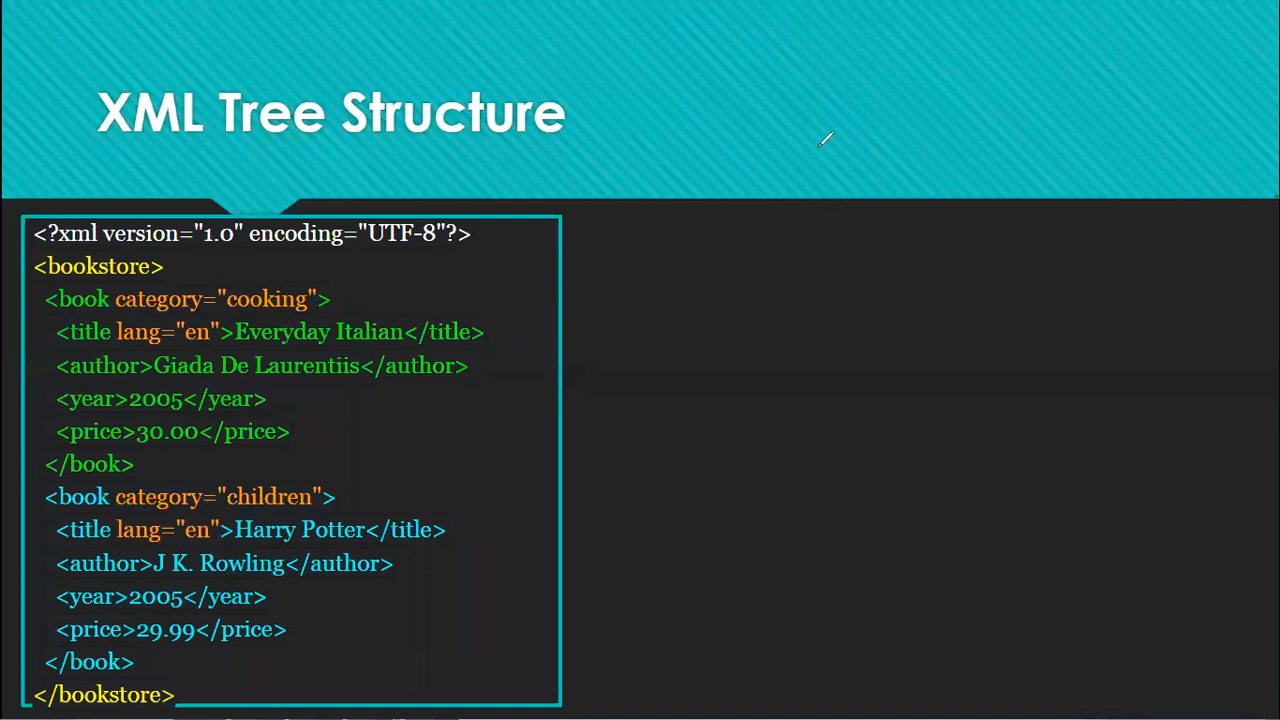 XML Tree Structure
<?xml version="1.0" encoding="UTF-8"?>
<bookstore>
<book category="cooking">
<title lang="en">Everyday Italian</title>
<author>Giada De Laurentiis</author>
<year>2005</year>
<price>30.00</price>
</book>
<book category="children">
<title lang="en">Harry Potter</title>
<author>J K. Rowling</author>
<year>2005</year>
<price>29.99</price>
</book>
</bookstore>